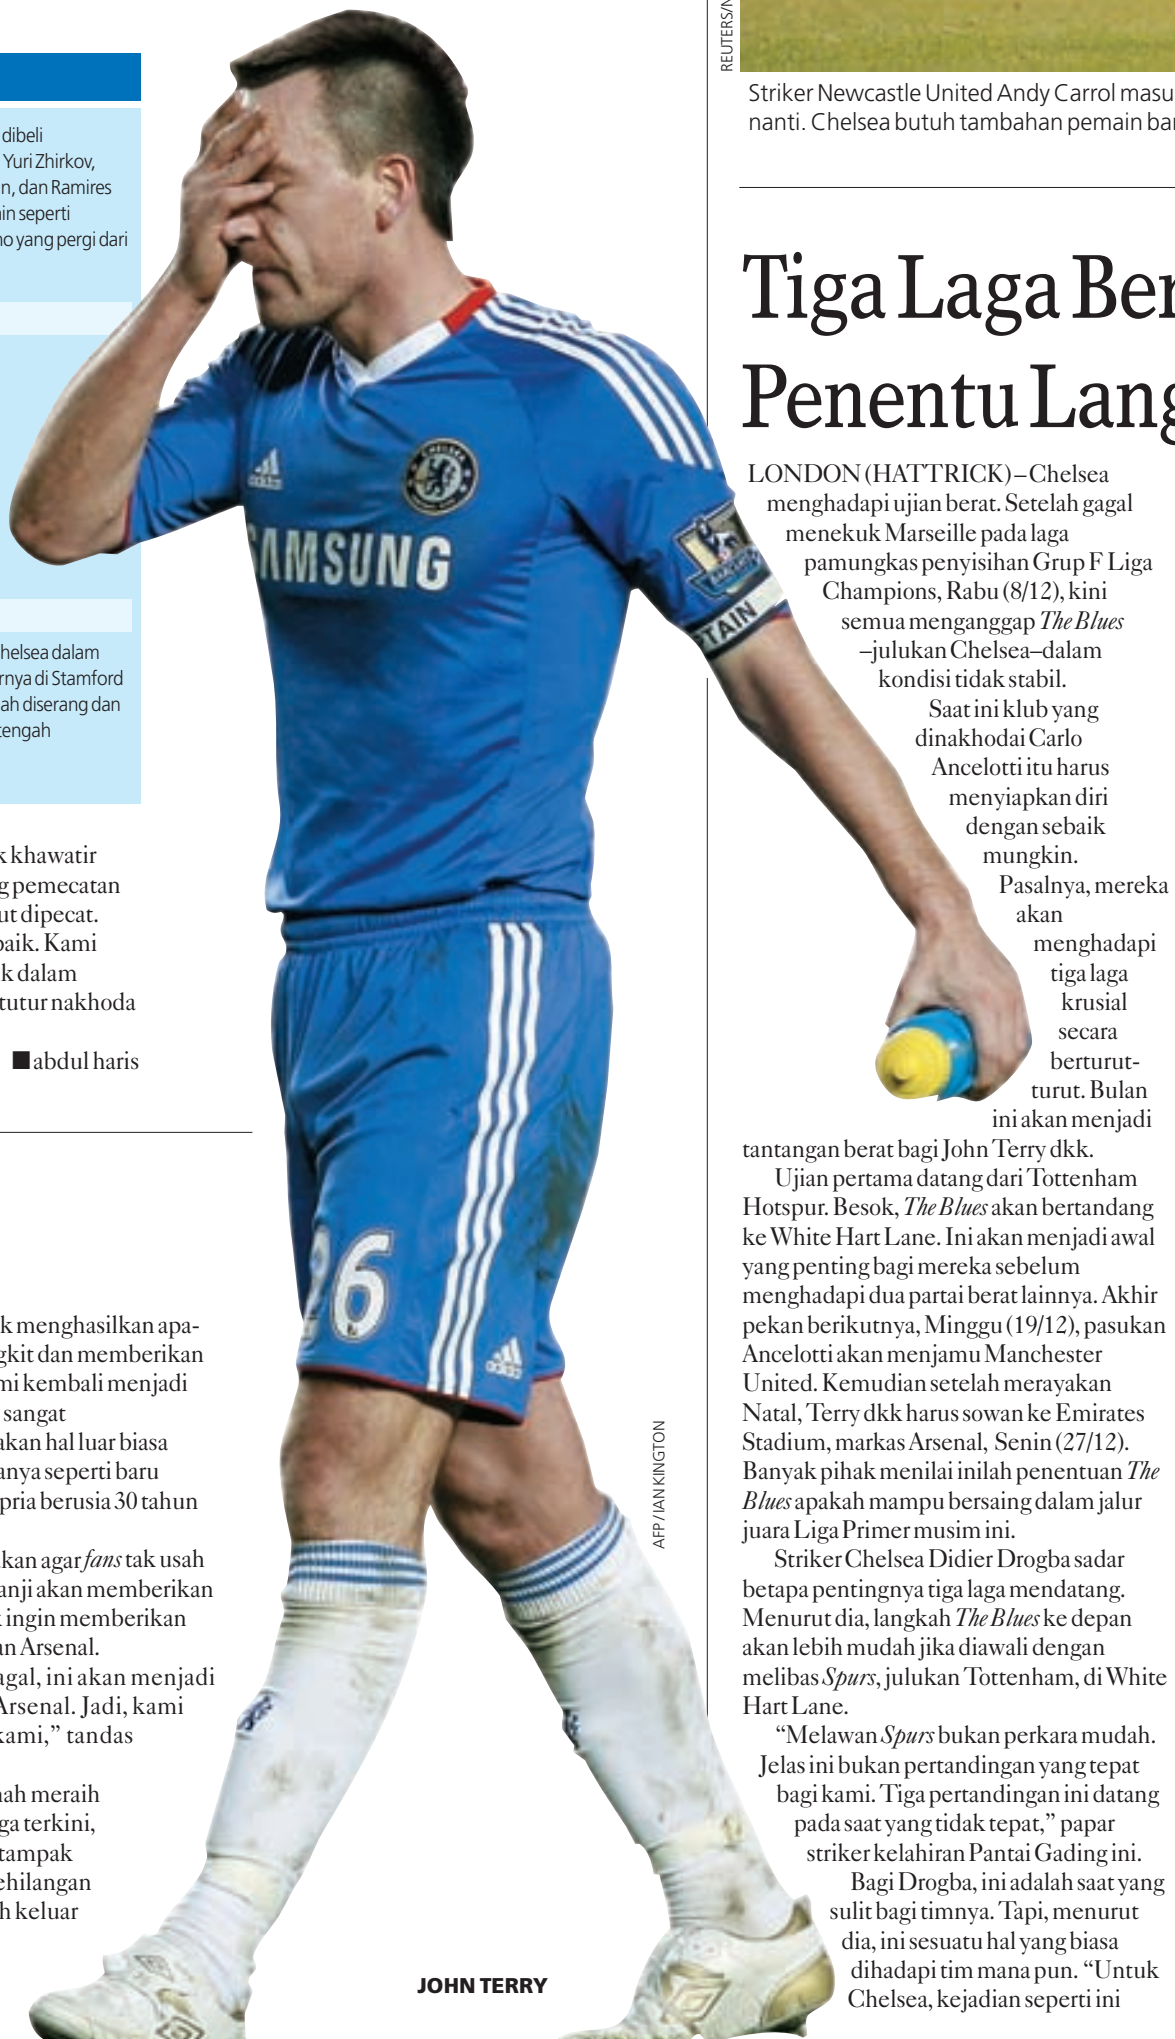 dibeli
Yuri Zhirkov,
n, dan Ramires
in seperti
no yang pergi dari
helsea dalam
rnya di Stamford
ah diserang dan
tengah
k khawatir
g pemecatan
ut dipecat.
baik. Kami
k dalam
tutur nakhoda
■ abdul haris
k menghasilkan apa-
gkit dan memberikan
mi kembali menjadi
sangat
akan hal luar biasa
anya seperti baru
pria berusia 30 tahun
kan agar fans tak usah
anji akan memberikan
k ingin memberikan
an Arsenal.
agal, ini akan menjadi
Arsenal. Jadi, kami
kami,” tandas
nah meraih
ga terkini,
tampak
ehilangan
h keluar
adidas
CHELSEA
SAMSUNG
PTAIN
26
adidas
AFP / IAN KINGTON
JOHN TERRY
REUTERS/N
Striker Newcastle United Andy Carrol masu
nanti. Chelsea butuh tambahan pemain bar
Tiga Laga Ber
Penentu Lang
LONDON (HATTRICK) – Chelsea
menghadapi ujian berat. Setelah gagal
menekuk Marseille pada laga
pamungkas penyisihan Grup F Liga
Champions, Rabu (8/12), kini
semua menganggap The Blues
–julukan Chelsea–dalam
kondisi tidak stabil.
Saat ini klub yang
dinakhodai Carlo
Ancelotti itu harus
menyiapkan diri
dengan sebaik
mungkin.
Pasalnya, mereka
akan
menghadapi
tiga laga
krusial
secara
berturut-
turut. Bulan
ini akan menjadi
tantangan berat bagi John Terry dkk.
Ujian pertama datang dari Tottenham
Hotspur. Besok, The Blues akan bertandang
ke White Hart Lane. Ini akan menjadi awal
yang penting bagi mereka sebelum
menghadapi dua partai berat lainnya. Akhir
pekan berikutnya, Minggu (19/12), pasukan
Ancelotti akan menjamu Manchester
United. Kemudian setelah merayakan
Natal, Terry dkk harus sowan ke Emirates
Stadium, markas Arsenal, Senin (27/12).
Banyak pihak menilai inilah penentuan The
Blues apakah mampu bersaing dalam jalur
juara Liga Primer musim ini.
Striker Chelsea Didier Drogba sadar
betapa pentingnya tiga laga mendatang.
Menurut dia, langkah The Blues ke depan
akan lebih mudah jika diawali dengan
melibas Spurs, julukan Tottenham, di White
Hart Lane.
“Melawan Spurs bukan perkara mudah.
Jelas ini bukan pertandingan yang tepat
bagi kami. Tiga pertandingan ini datang
pada saat yang tidak tepat,” papar
striker kelahiran Pantai Gading ini.
Bagi Drogba, ini adalah saat yang
sulit bagi timnya. Tapi, menurut
dia, ini sesuatu hal yang biasa
dihadapi tim mana pun. “Untuk
Chelsea, kejadian seperti ini